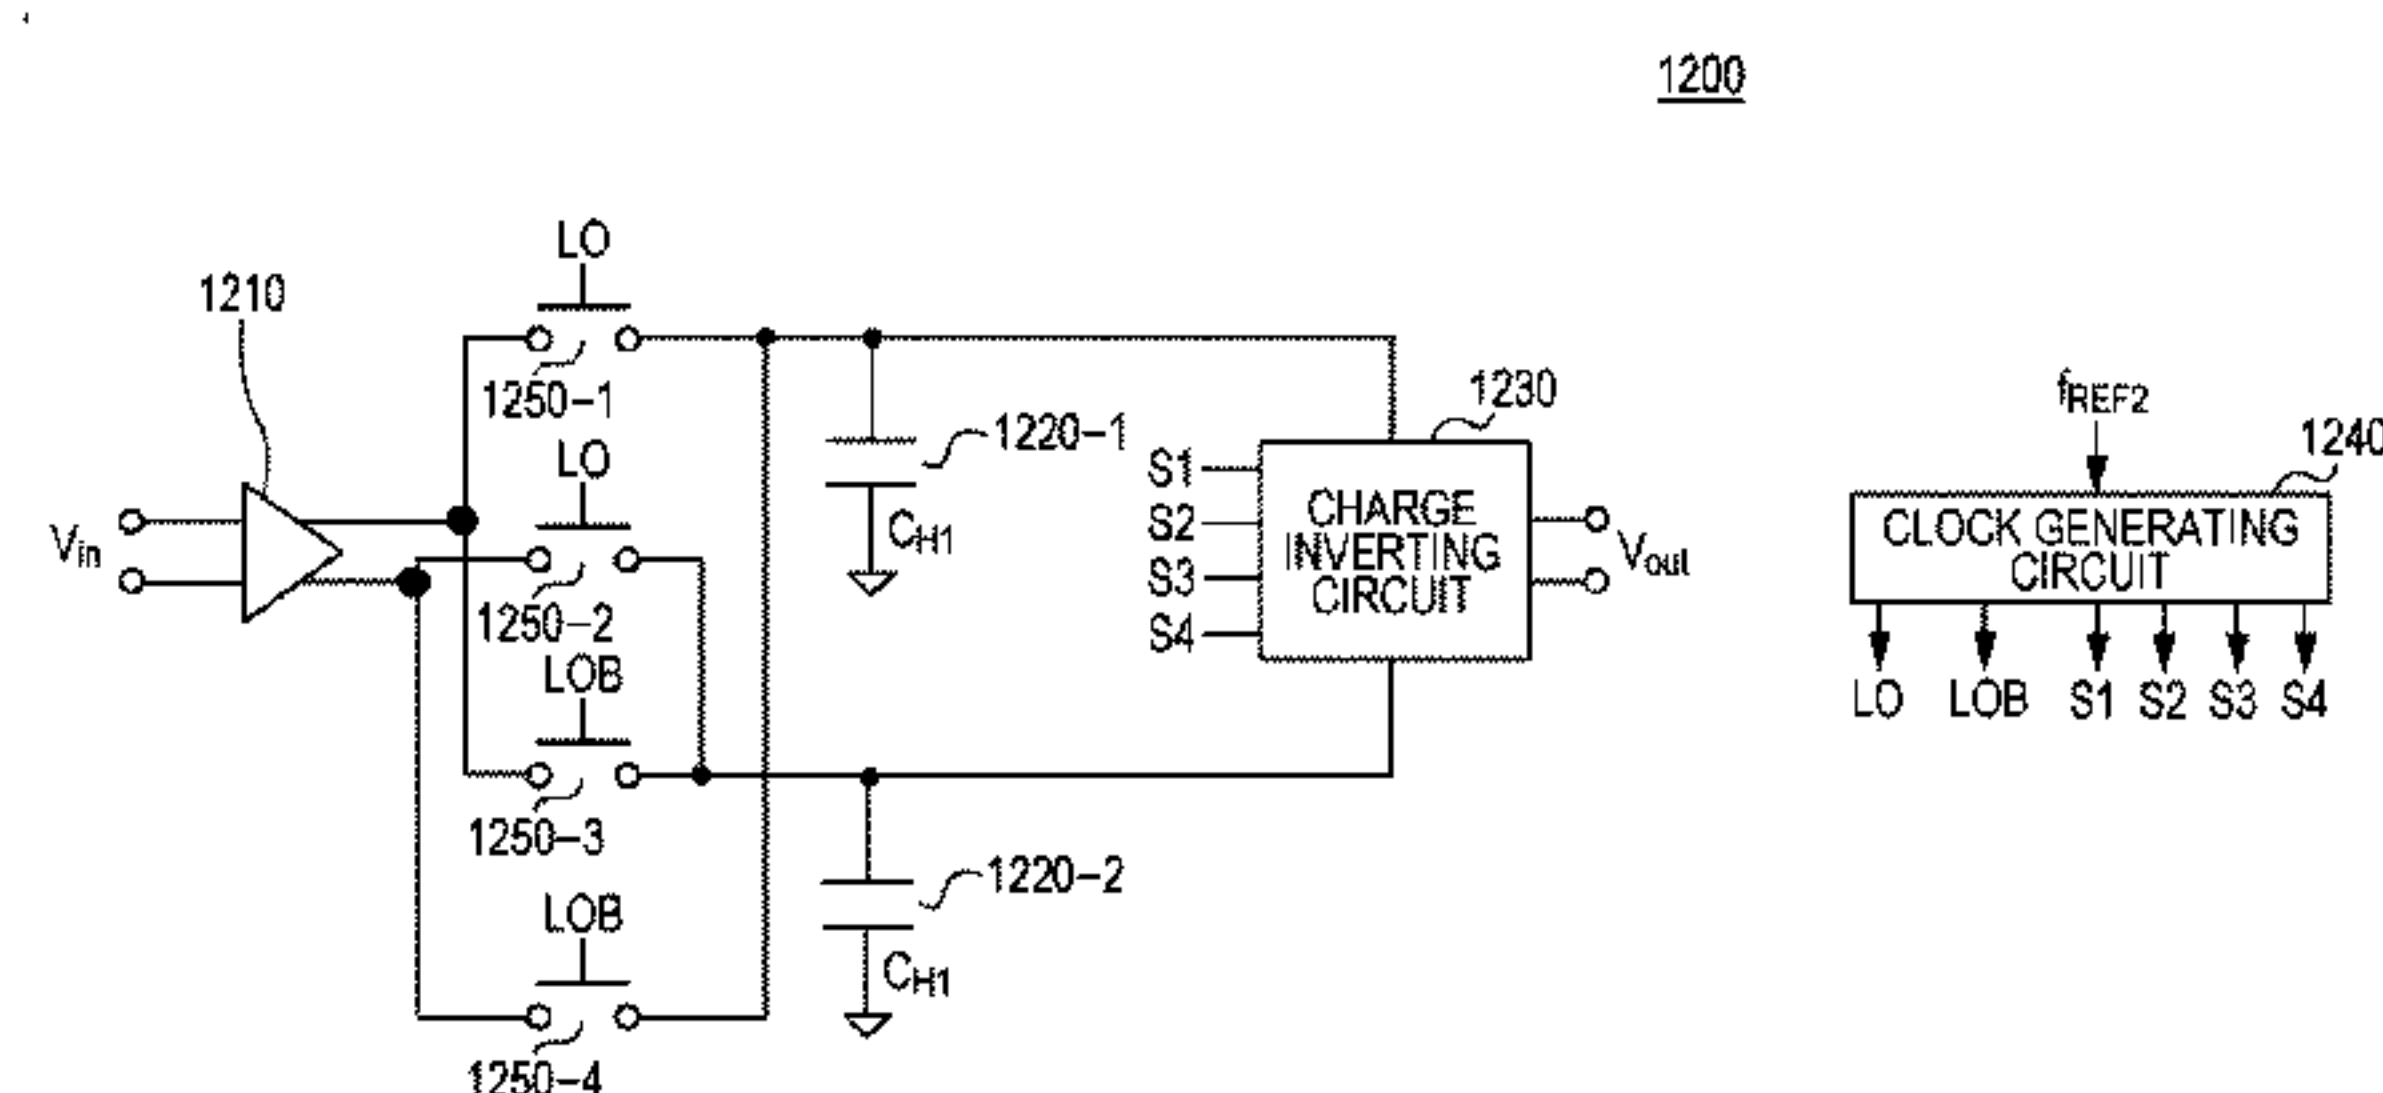 1200
LO
1210
1250-1
LO
1220-1
CH1
1230
fREF2
1240
S1
S2
S3
S4
CHARGE
INVERTING
CIRCUIT
Vin
Vout
CLOCK GENERATING
CIRCUIT
1250-2
LOB
LO LOB S1 S2 S3 S4
1250-3
1220-2
LOB
CH1
1250-4